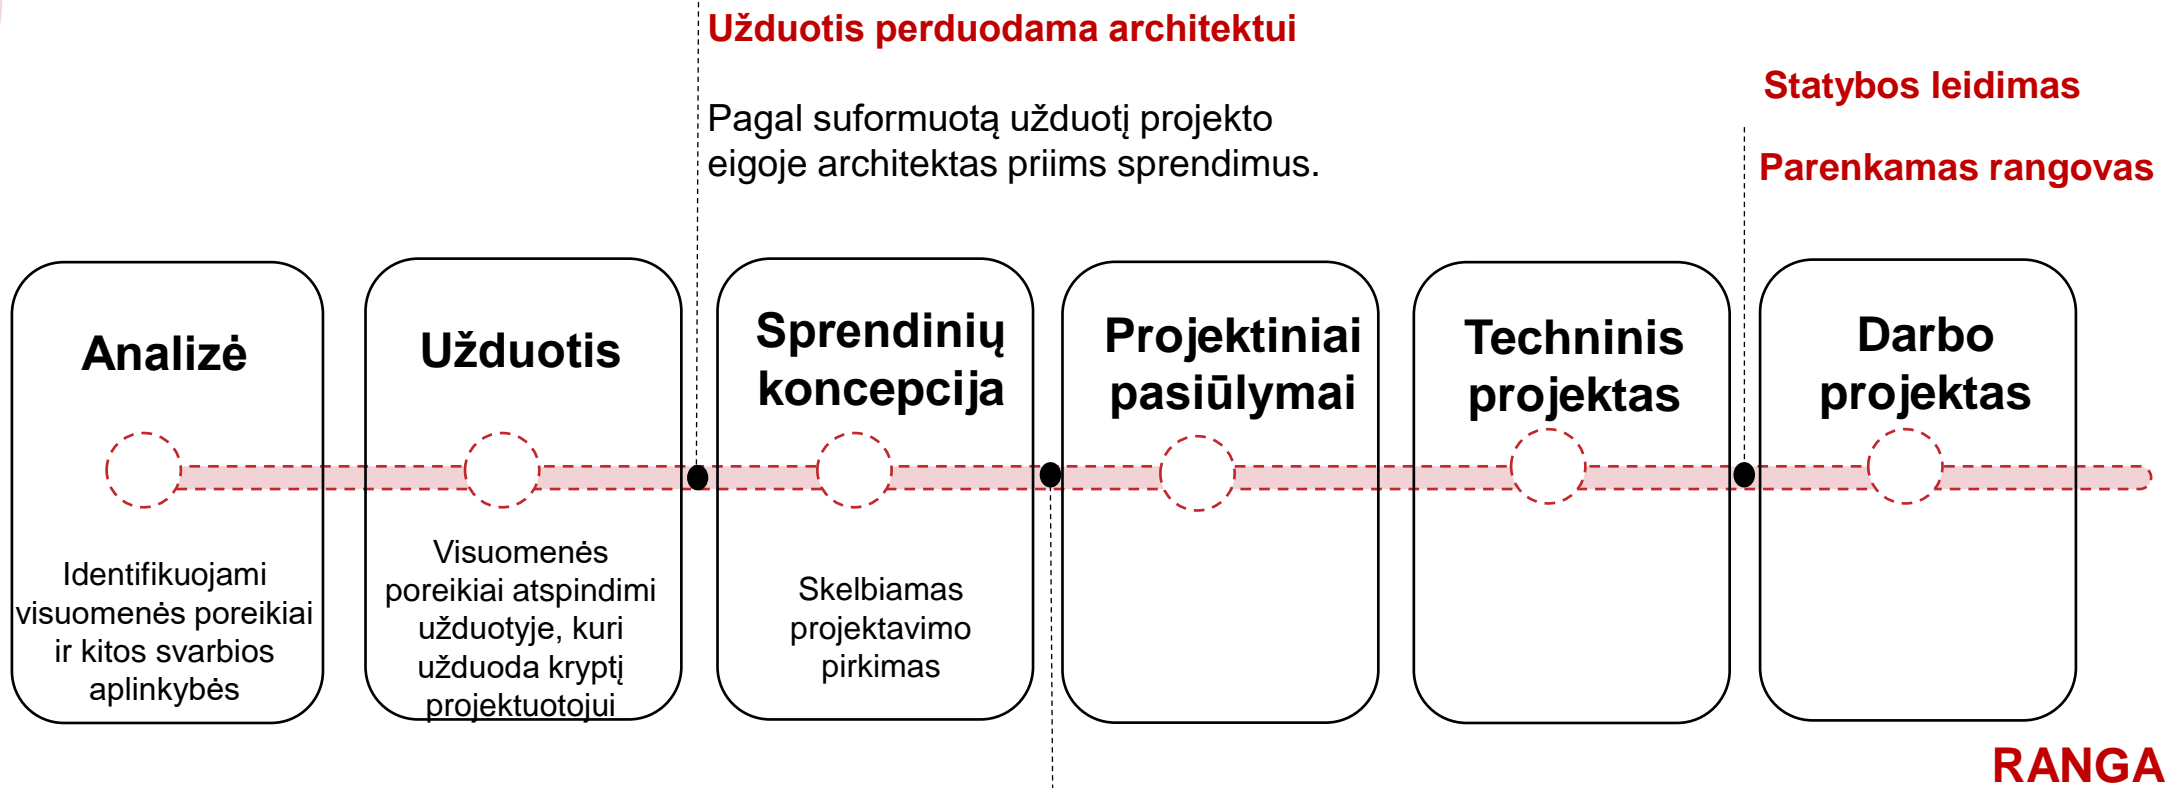 Užduotis perduodama architektui
Pagal suformuotą užduotį projekto
eigoje architektas priims sprendimus.
Statybos leidimas
Parenkamas rangovas
Analizė
Identifikuojami
visuomenės poreikiai
ir kitos svarbios
aplinkybės
Užduotis
Visuomenės
poreikiai atspindimi
užduotyje, kuri
užduoda kryptį
projektuotojui
Sprendinių
koncepcija
Skelbiamas
projektavimo
pirkimas
Projektiniai
pasiūlymai
Techninis
projektas
Darbo
projektas
RANGA